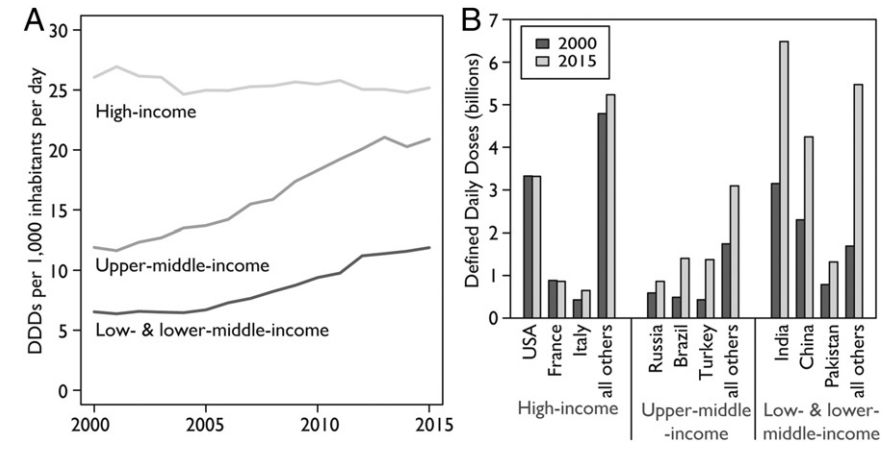 A
30
25
20
15
10
5
0
DDDs per 1,000 inhabitants per day
High-income
Upper-middle-income
Low- & lower-middle-income
2000
2005
2010
2015
B
7
6
5
4
3
2
1
0
Defined Daily Doses (billions)
2000
2015
USA
France
Italy
all others
Russia
Brazil
Turkey
all others
India
China
Pakistan
all others
High-income
Upper-middle
-income
Low- & lower-
middle-income